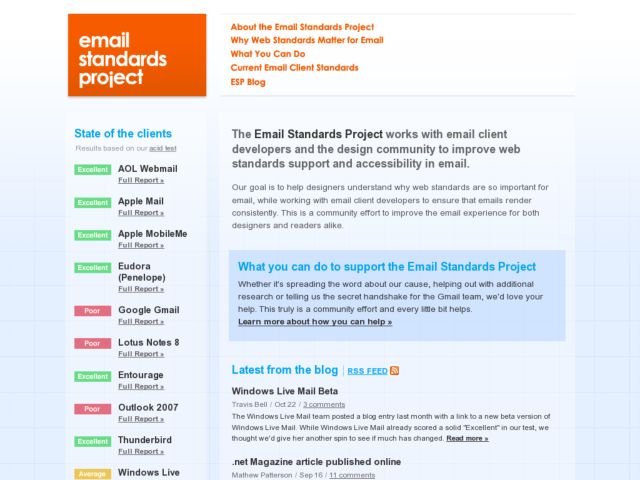 email
standards
project
About the Email Standards Project
Why Web Standards Matter for Email
What You Can Do
Current Email Client Standards
ESP Blog
State of the clients
Results based on our acid test
Excellent AOL Webmail
Full Report »
Excellent Apple Mail
Full Report »
Excellent Apple MobileMe
Full Report »
Excellent Eudora
(Penelope)
Full Report »
Poor Google Gmail
Full Report »
Poor Lotus Notes 8
Full Report »
Excellent Entourage
Full Report »
Poor Outlook 2007
Full Report »
Excellent Thunderbird
Full Report »
Average Windows Live
The Email Standards Project works with email client
developers and the design community to improve web
standards support and accessibility in email.
Our goal is to help designers understand why web standards are so important for
email, while working with email client developers to ensure that emails render
consistently. This is a community effort to improve the email experience for both
designers and readers alike.
What you can do to support the Email Standards Project
Whether it's spreading the word about our cause, helping out with additional
research or telling us the secret handshake for the Gmail team, we'd love your
help. This truly is a community effort and every little bit helps.
Learn more about how you can help »
Latest from the blog | RSS FEED
Windows Live Mail Beta
Travis Bell / Oct 22 / 3 comments
The Windows Live Mail team posted a blog entry last month with a link to a new beta version of
Windows Live Mail. While Windows Live Mail already scored a solid "Excellent" in our test, we
thought we'd give her another spin to see if much has changed. Read more »
.net Magazine article published online
Mathew Patterson / Sep 16 / 11 comments